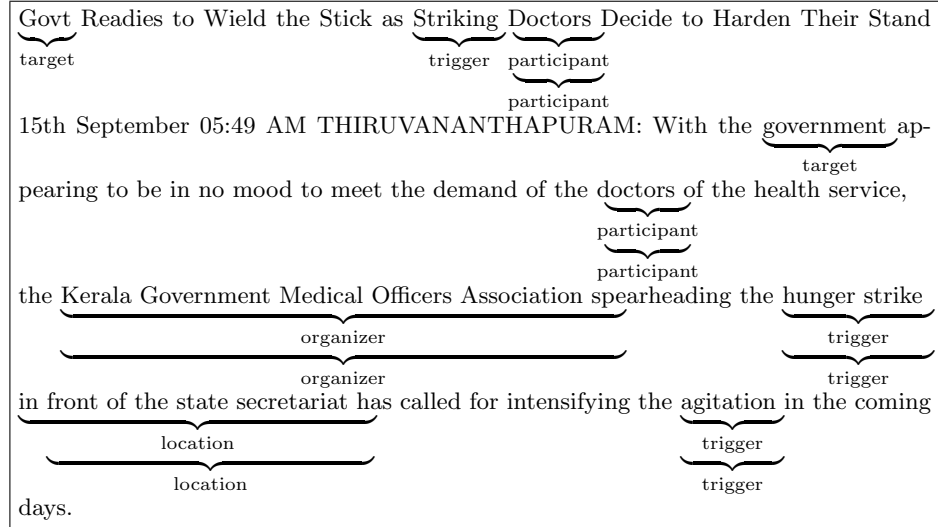 Govt Readies to Wield the Stick as Striking Doctors Decide to Harden Their Stand
target trigger participant
participant
15th September 05:49 AM THIRUVANANTHAPURAM: With the government ap-
target
pearing to be in no mood to meet the demand of the doctors of the health service,
participant
participant
the Kerala Government Medical Officers Association spearheading the hunger strike
organizer trigger
organizer trigger
in front of the state secretariat has called for intensifying the agitation in the coming
location trigger
location trigger
days.